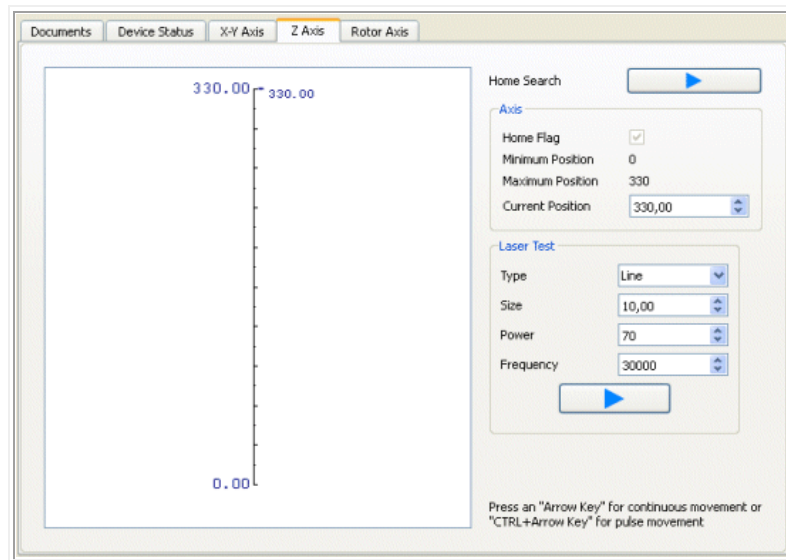 Documents
Device Status
X-Y Axis
Z Axis
Rotor Axis
330.00
330.00
0.00
Home Search
Axis
Home Flag
Minimum Position 0
Maximum Position 330
Current Position 330,00
Laser Test
Type Line
Size 10,00
Power 70
Frequency 30000
Press an "Arrow Key" for continuous movement or
"CTRL+Arrow Key" for pulse movement